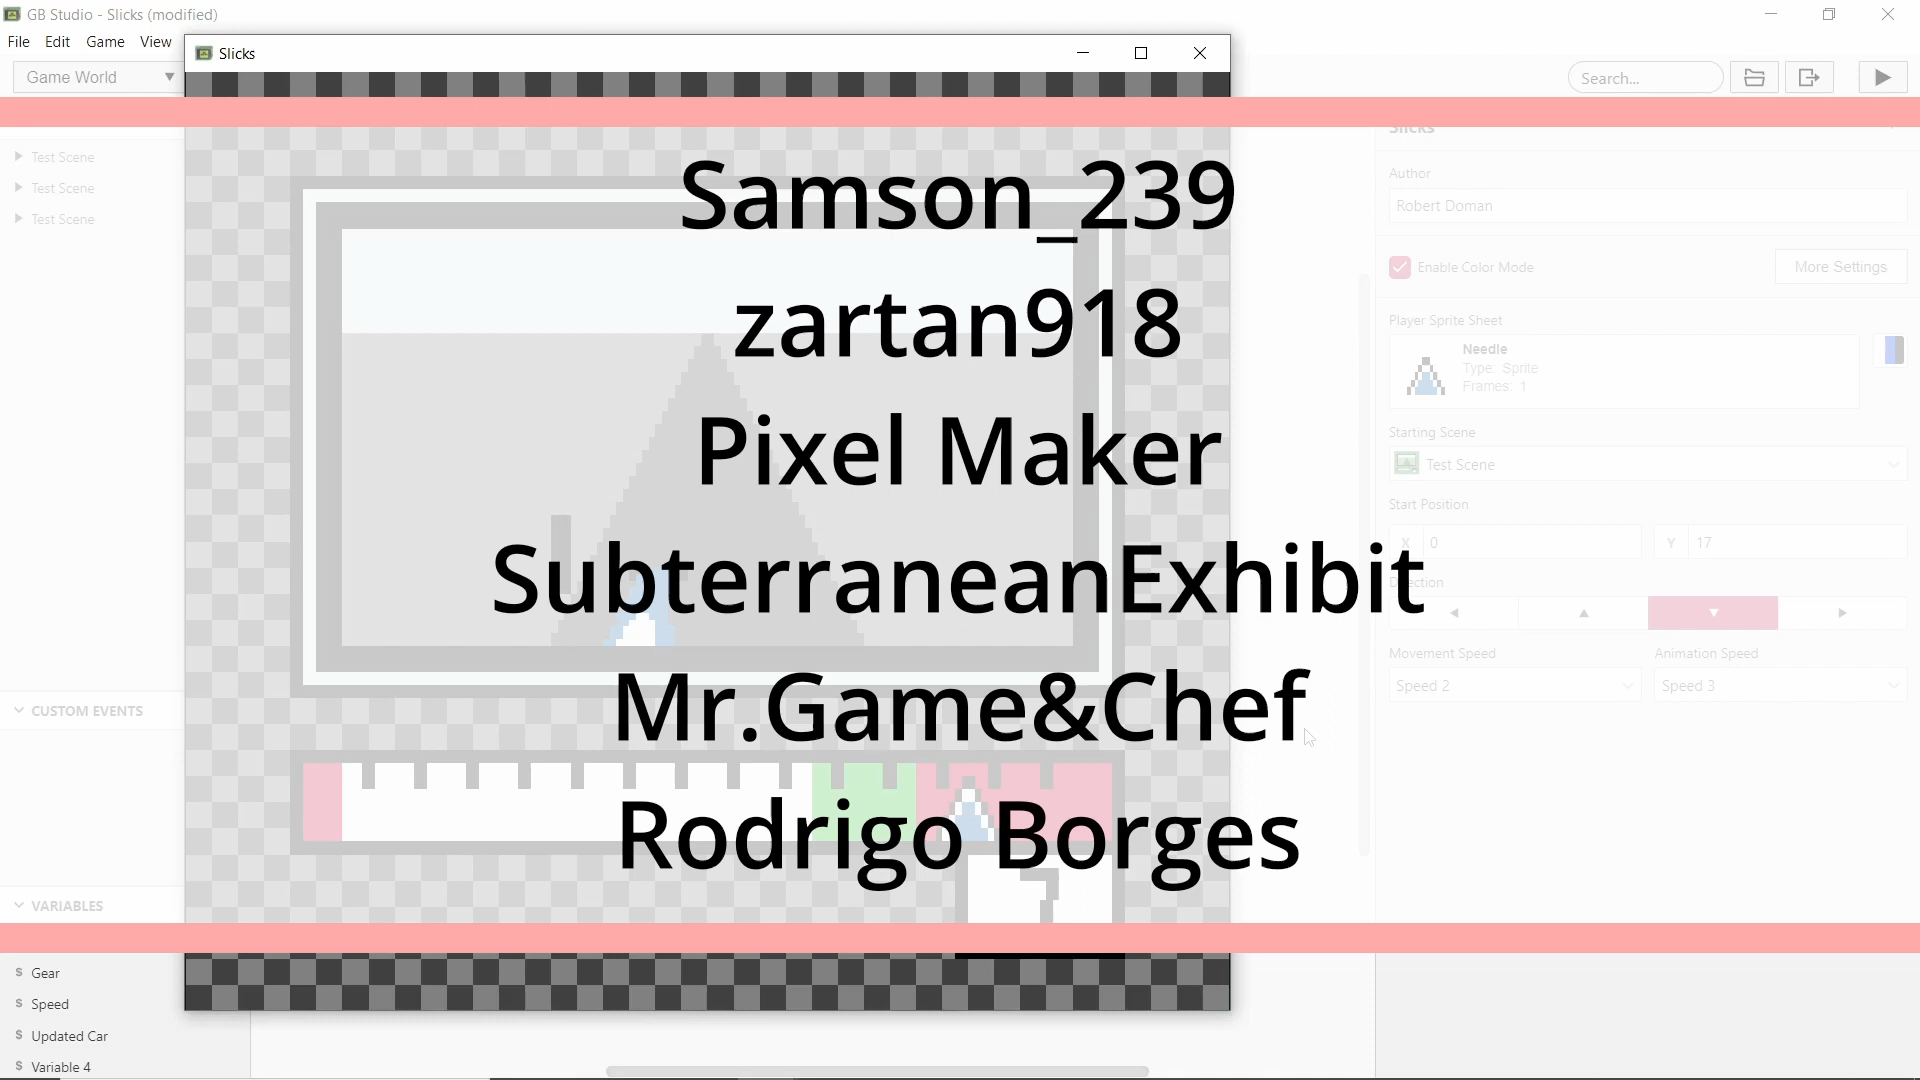 GB Studio - Slicks (modified)
File Edit Game View
Slicks
Game World
Search...
Slicks
Test Scene
Test Scene
Test Scene
Samson_239
zartan918
Pixel Maker
SubterraneanExhibit
Mr.Game&Chef
Rodrigo Borges
Author
Robert Doman
Enable Color Mode
More Settings
Player Sprite Sheet
Needle
Type: Sprite
Frames: 1
Starting Scene
Test Scene
Start Position
X 0 Y 17
Direction
Movement Speed Animation Speed
Speed 2 Speed 3
CUSTOM EVENTS
VARIABLES
$ Gear
$ Speed
$ Updated Car
$ Variable 4